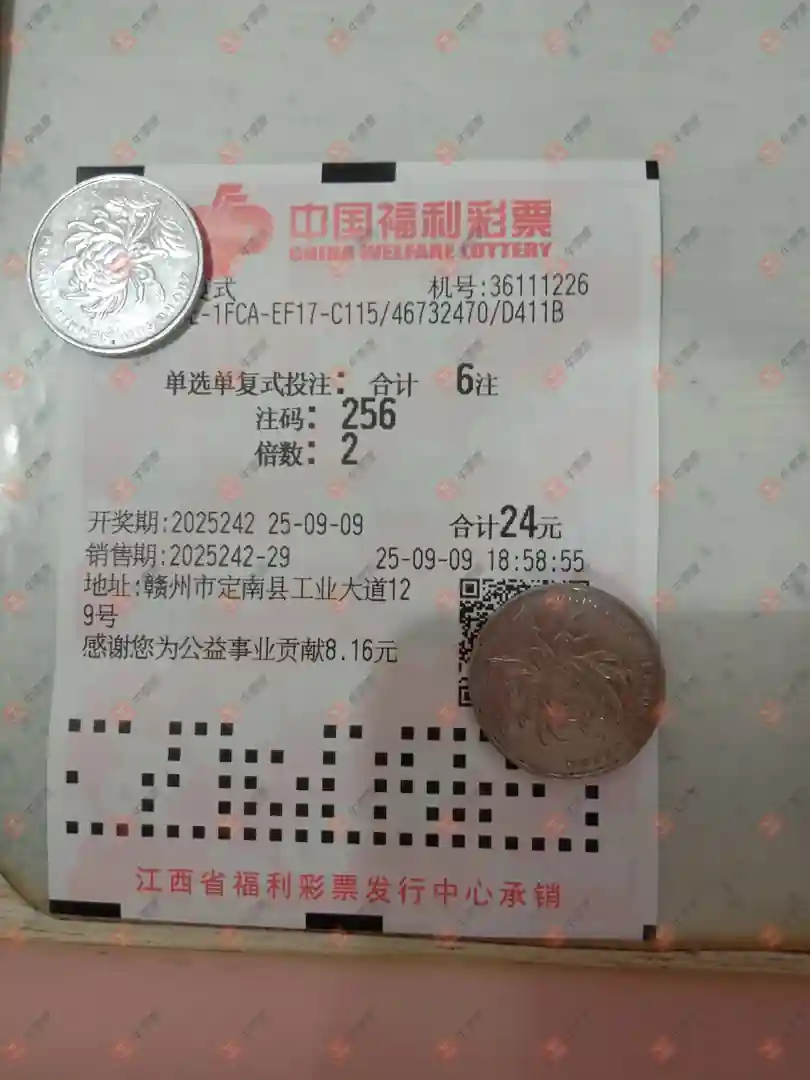 中国福利彩票
CHINA WELFARE LOTTERY
复式 机号:36111226
-1FCA-EF17-C115/46732470/D411B
单选单复式投注: 合计 6注
注码: 256
倍数: 2
开奖期:2025242 25-09-09 合计24元
销售期:2025242-29 25-09-09 18:58:55
地址:赣州市定南县工业大道12
9号
感谢您为公益事业贡献8.16元
江西省福利彩票发行中心承销